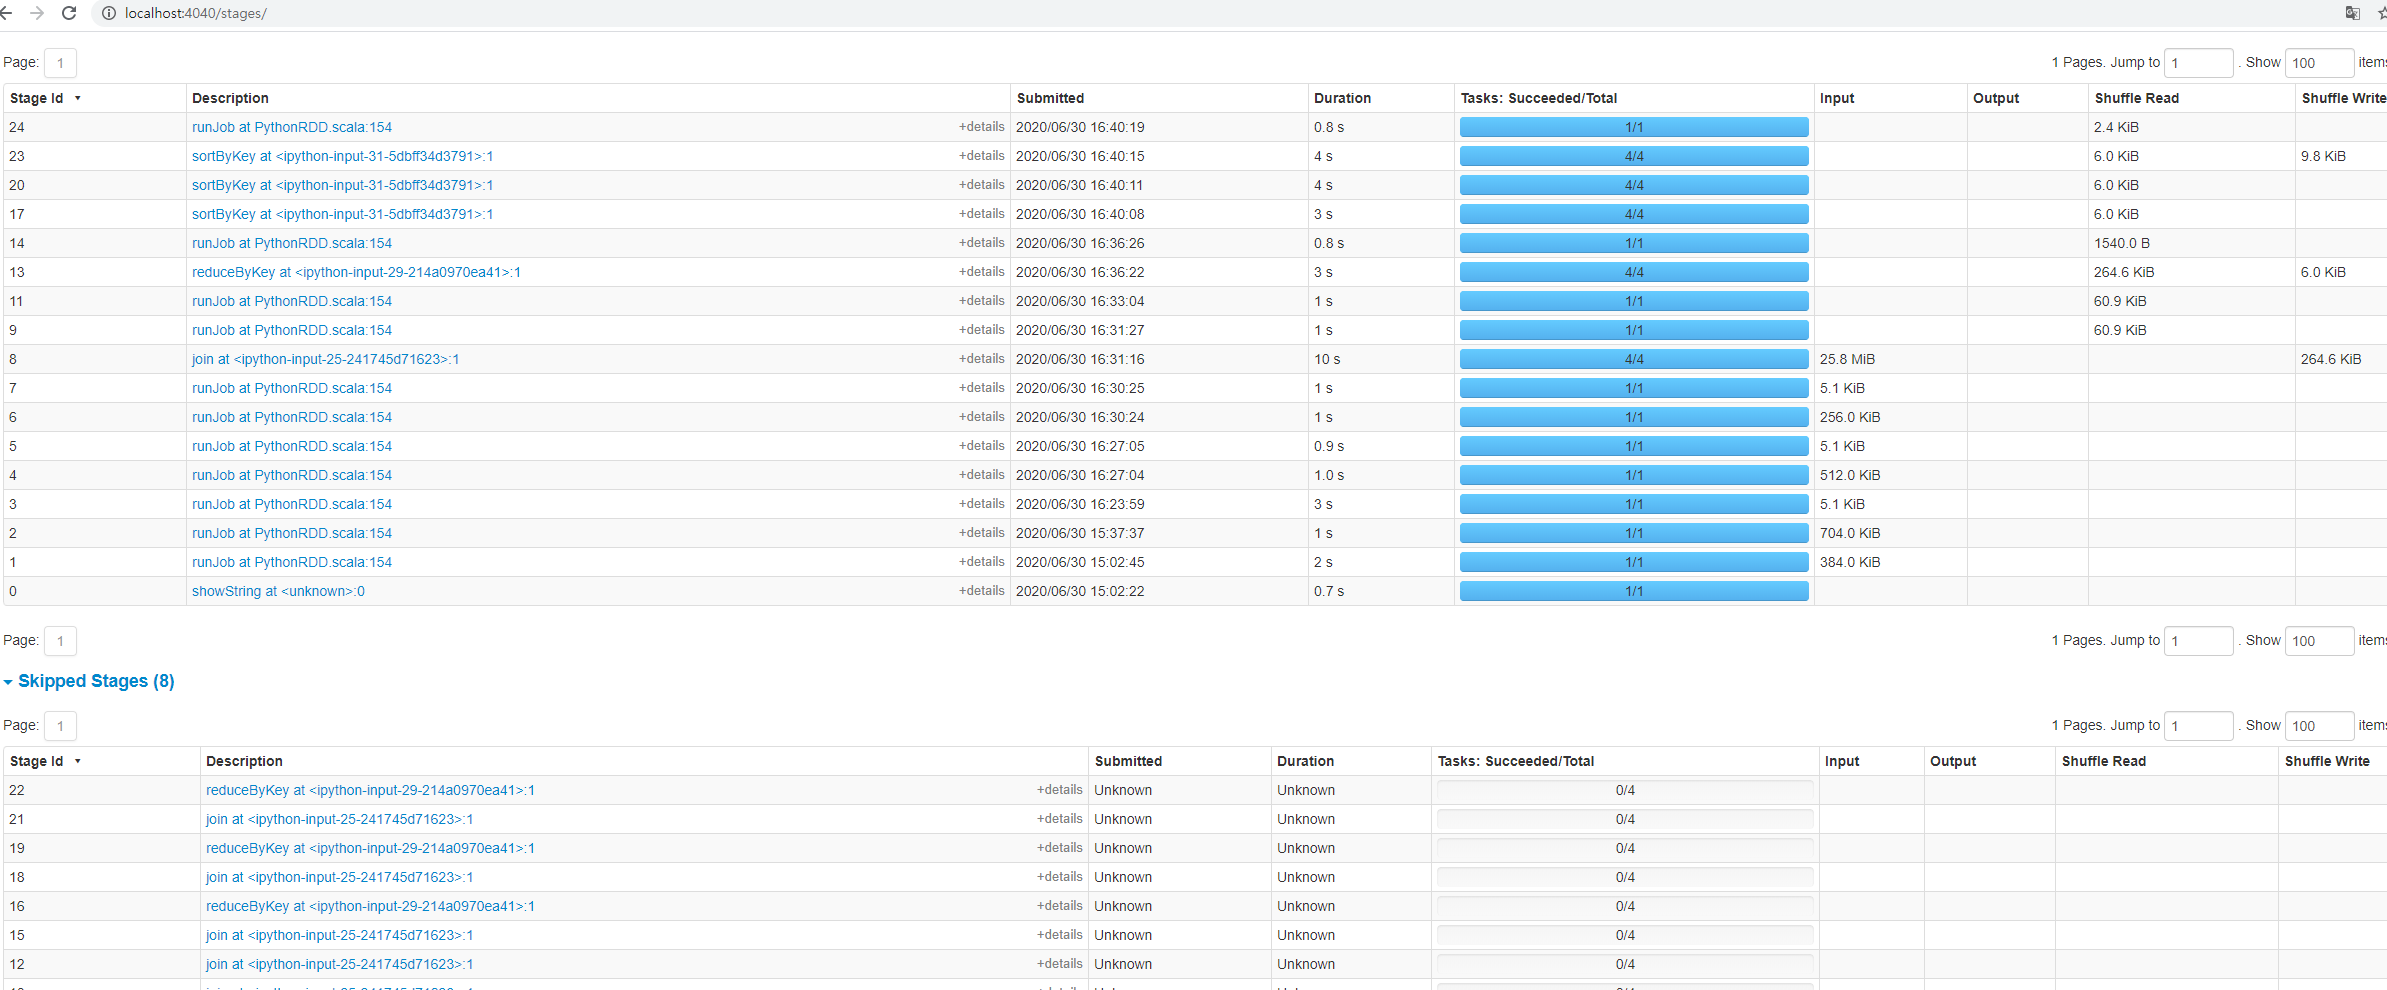 localhost:4040/stages/
Page: 1 1 Pages. Jump to 1 . Show 100 items
Stage Id ▾ Description Submitted Duration Tasks: Succeeded/Total Input Output Shuffle Read Shuffle Write
24 runJob at PythonRDD.scala:154 +details 2020/06/30 16:40:19 0.8 s 1/1 2.4 KiB
23 sortByKey at <ipython-input-31-5dbff34d3791>:1 +details 2020/06/30 16:40:15 4 s 4/4 6.0 KiB 9.8 KiB
20 sortByKey at <ipython-input-31-5dbff34d3791>:1 +details 2020/06/30 16:40:11 4 s 4/4 6.0 KiB
17 sortByKey at <ipython-input-31-5dbff34d3791>:1 +details 2020/06/30 16:40:08 3 s 4/4 6.0 KiB
14 runJob at PythonRDD.scala:154 +details 2020/06/30 16:36:26 0.8 s 1/1 1540.0 B
13 reduceByKey at <ipython-input-29-214a0970ea41>:1 +details 2020/06/30 16:36:22 3 s 4/4 264.6 KiB 6.0 KiB
11 runJob at PythonRDD.scala:154 +details 2020/06/30 16:33:04 1 s 1/1 60.9 KiB
9 runJob at PythonRDD.scala:154 +details 2020/06/30 16:31:27 1 s 1/1 60.9 KiB
8 join at <ipython-input-25-241745d71623>:1 +details 2020/06/30 16:31:16 10 s 4/4 25.8 MiB 264.6 KiB
7 runJob at PythonRDD.scala:154 +details 2020/06/30 16:30:25 1 s 1/1 5.1 KiB
6 runJob at PythonRDD.scala:154 +details 2020/06/30 16:30:24 1 s 1/1 256.0 KiB
5 runJob at PythonRDD.scala:154 +details 2020/06/30 16:27:05 0.9 s 1/1 5.1 KiB
4 runJob at PythonRDD.scala:154 +details 2020/06/30 16:27:04 1.0 s 1/1 512.0 KiB
3 runJob at PythonRDD.scala:154 +details 2020/06/30 16:23:59 3 s 1/1 5.1 KiB
2 runJob at PythonRDD.scala:154 +details 2020/06/30 15:37:37 1 s 1/1 704.0 KiB
1 runJob at PythonRDD.scala:154 +details 2020/06/30 15:02:45 2 s 1/1 384.0 KiB
0 showString at <unknown>:0 +details 2020/06/30 15:02:22 0.7 s 1/1
Page: 1 1 Pages. Jump to 1 . Show 100 items
Skipped Stages (8)
Page: 1 1 Pages. Jump to 1 . Show 100 items
Stage Id ▾ Description Submitted Duration Tasks: Succeeded/Total Input Output Shuffle Read Shuffle Write
22 reduceByKey at <ipython-input-29-214a0970ea41>:1 +details Unknown Unknown 0/4
21 join at <ipython-input-25-241745d71623>:1 +details Unknown Unknown 0/4
19 reduceByKey at <ipython-input-29-214a0970ea41>:1 +details Unknown Unknown 0/4
18 join at <ipython-input-25-241745d71623>:1 +details Unknown Unknown 0/4
16 reduceByKey at <ipython-input-29-214a0970ea41>:1 +details Unknown Unknown 0/4
15 join at <ipython-input-25-241745d71623>:1 +details Unknown Unknown 0/4
12 join at <ipython-input-25-241745d71623>:1 +details Unknown Unknown 0/4